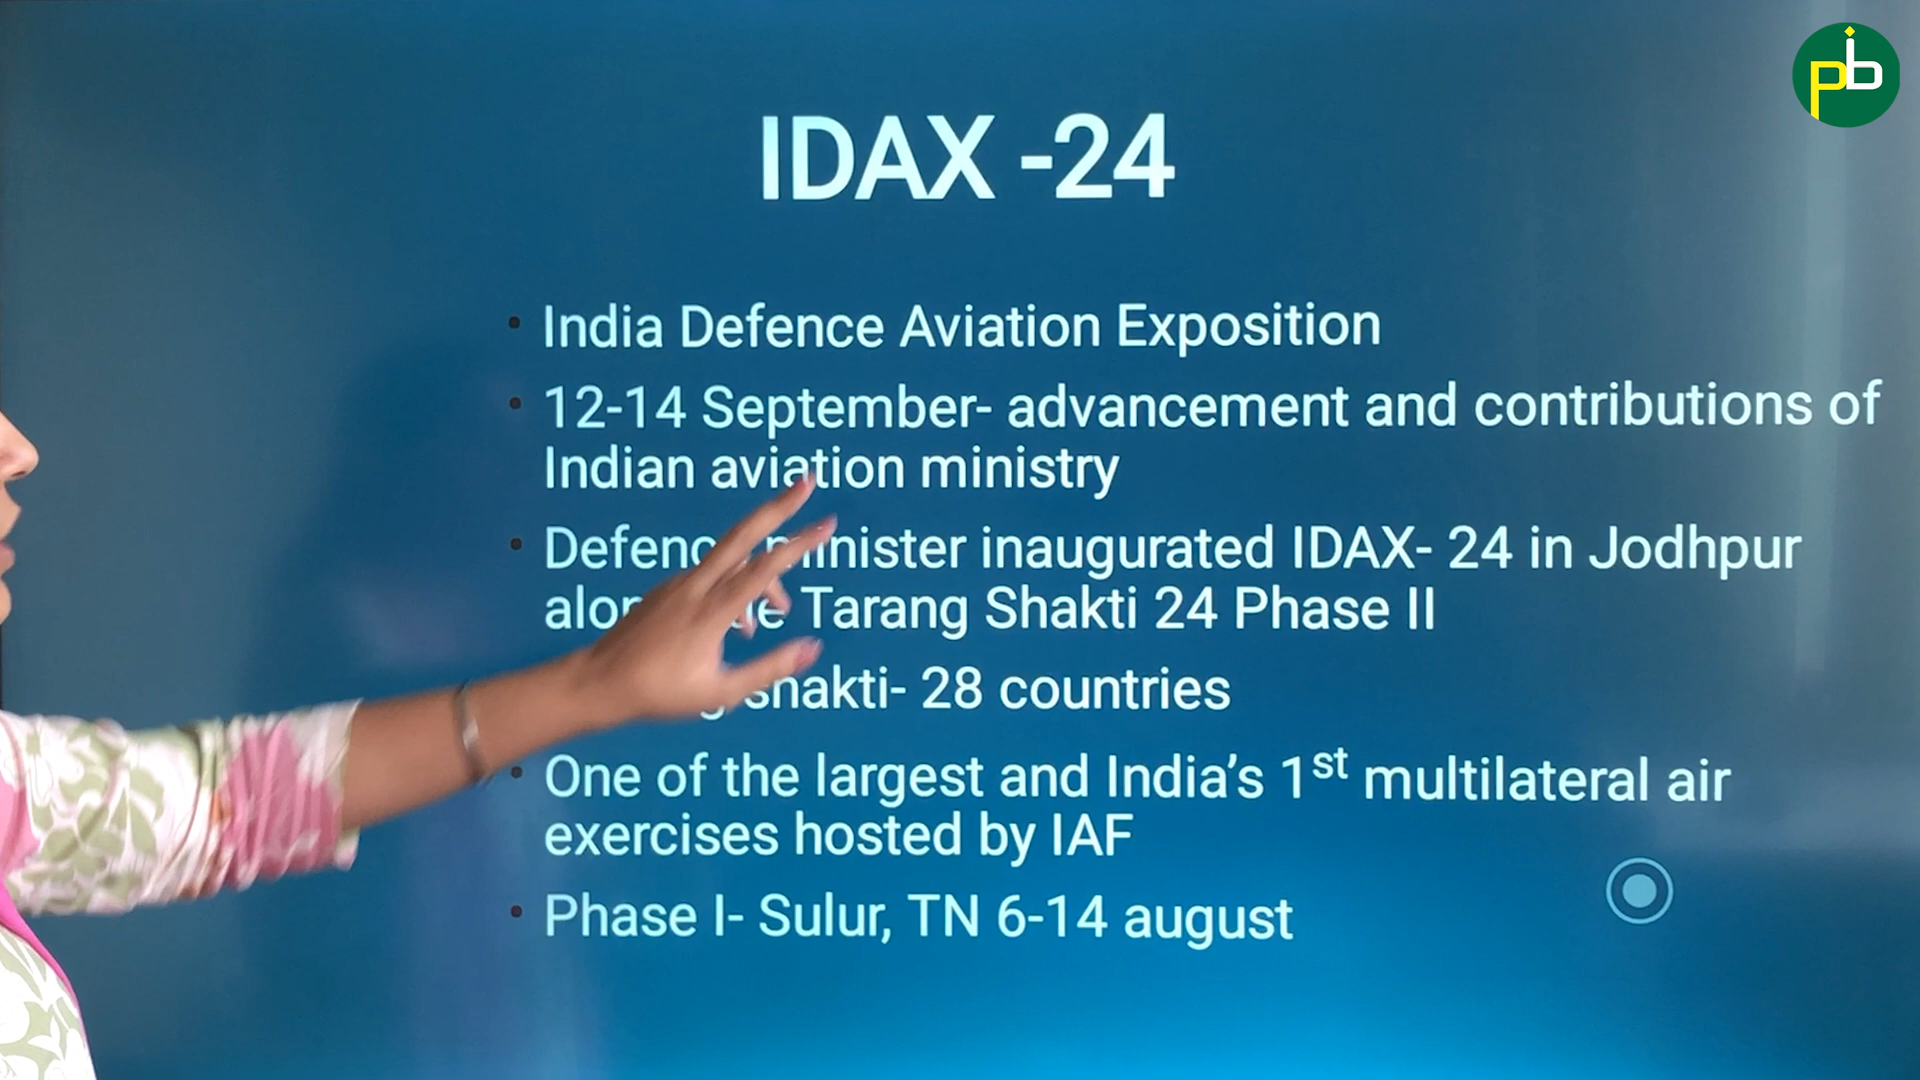 pib
IDAX -24
India Defence Aviation Exposition
12-14 September- advancement and contributions of
Indian aviation ministry
minister inaugurated IDAX- 24 in Jodhpur
Tarang Shakti 24 Phase II
shakti- 28 countries
One of the largest and India's 1st multilateral air
exercises hosted by IAF
Phase I- Sulur, TN 6-14 august